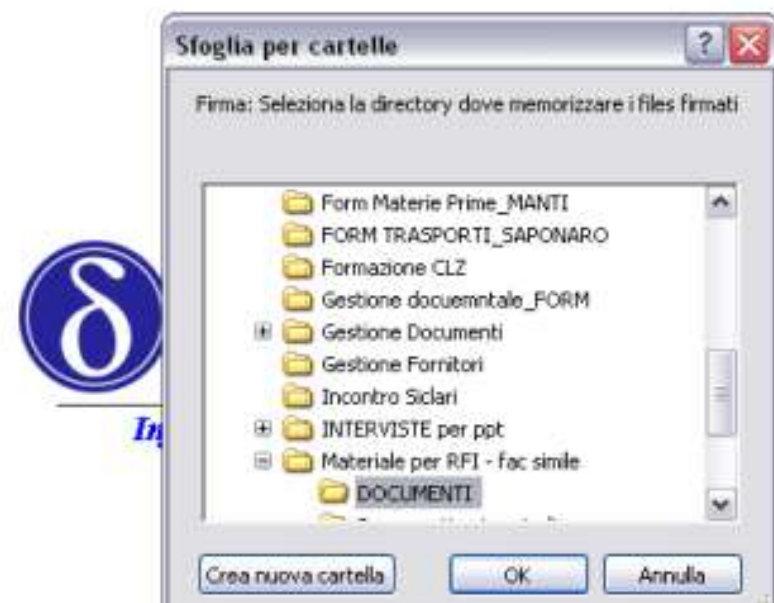 Sfoglia per cartelle
?
Firma: Seleziona la directory dove memorizzare i files firmati
Form Materie Prime_MANTI
FORM TRASPORTI_SAPONARO
Formazione CLZ
Gestione docuemntale_FORM
Gestione Documenti
Gestione Fornitori
Incontro Siclari
δ
INTERVISTE per ppt
Materiale per RFI - fac simile
DOCUMENTI
Crea nuova cartella
OK
Annulla